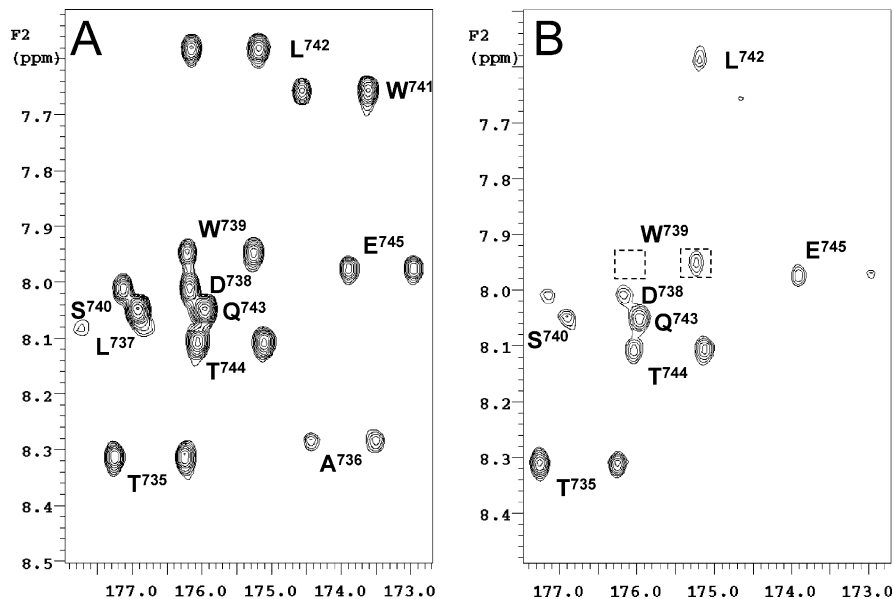 A
F2
(ppm)
L742
W741
7.7
7.8
7.9
8.0
8.1
8.2
8.3
8.4
8.5
W739
E745
D738
S740
Q743
L737
T744
A736
T735
177.0 176.0 175.0 174.0 173.0
B
F2
(ppm)
L742
7.7
7.8
7.9
8.0
8.1
8.2
8.3
8.4
W739
E745
D738
Q743
S740
T744
T735
177.0 176.0 175.0 174.0 173.0